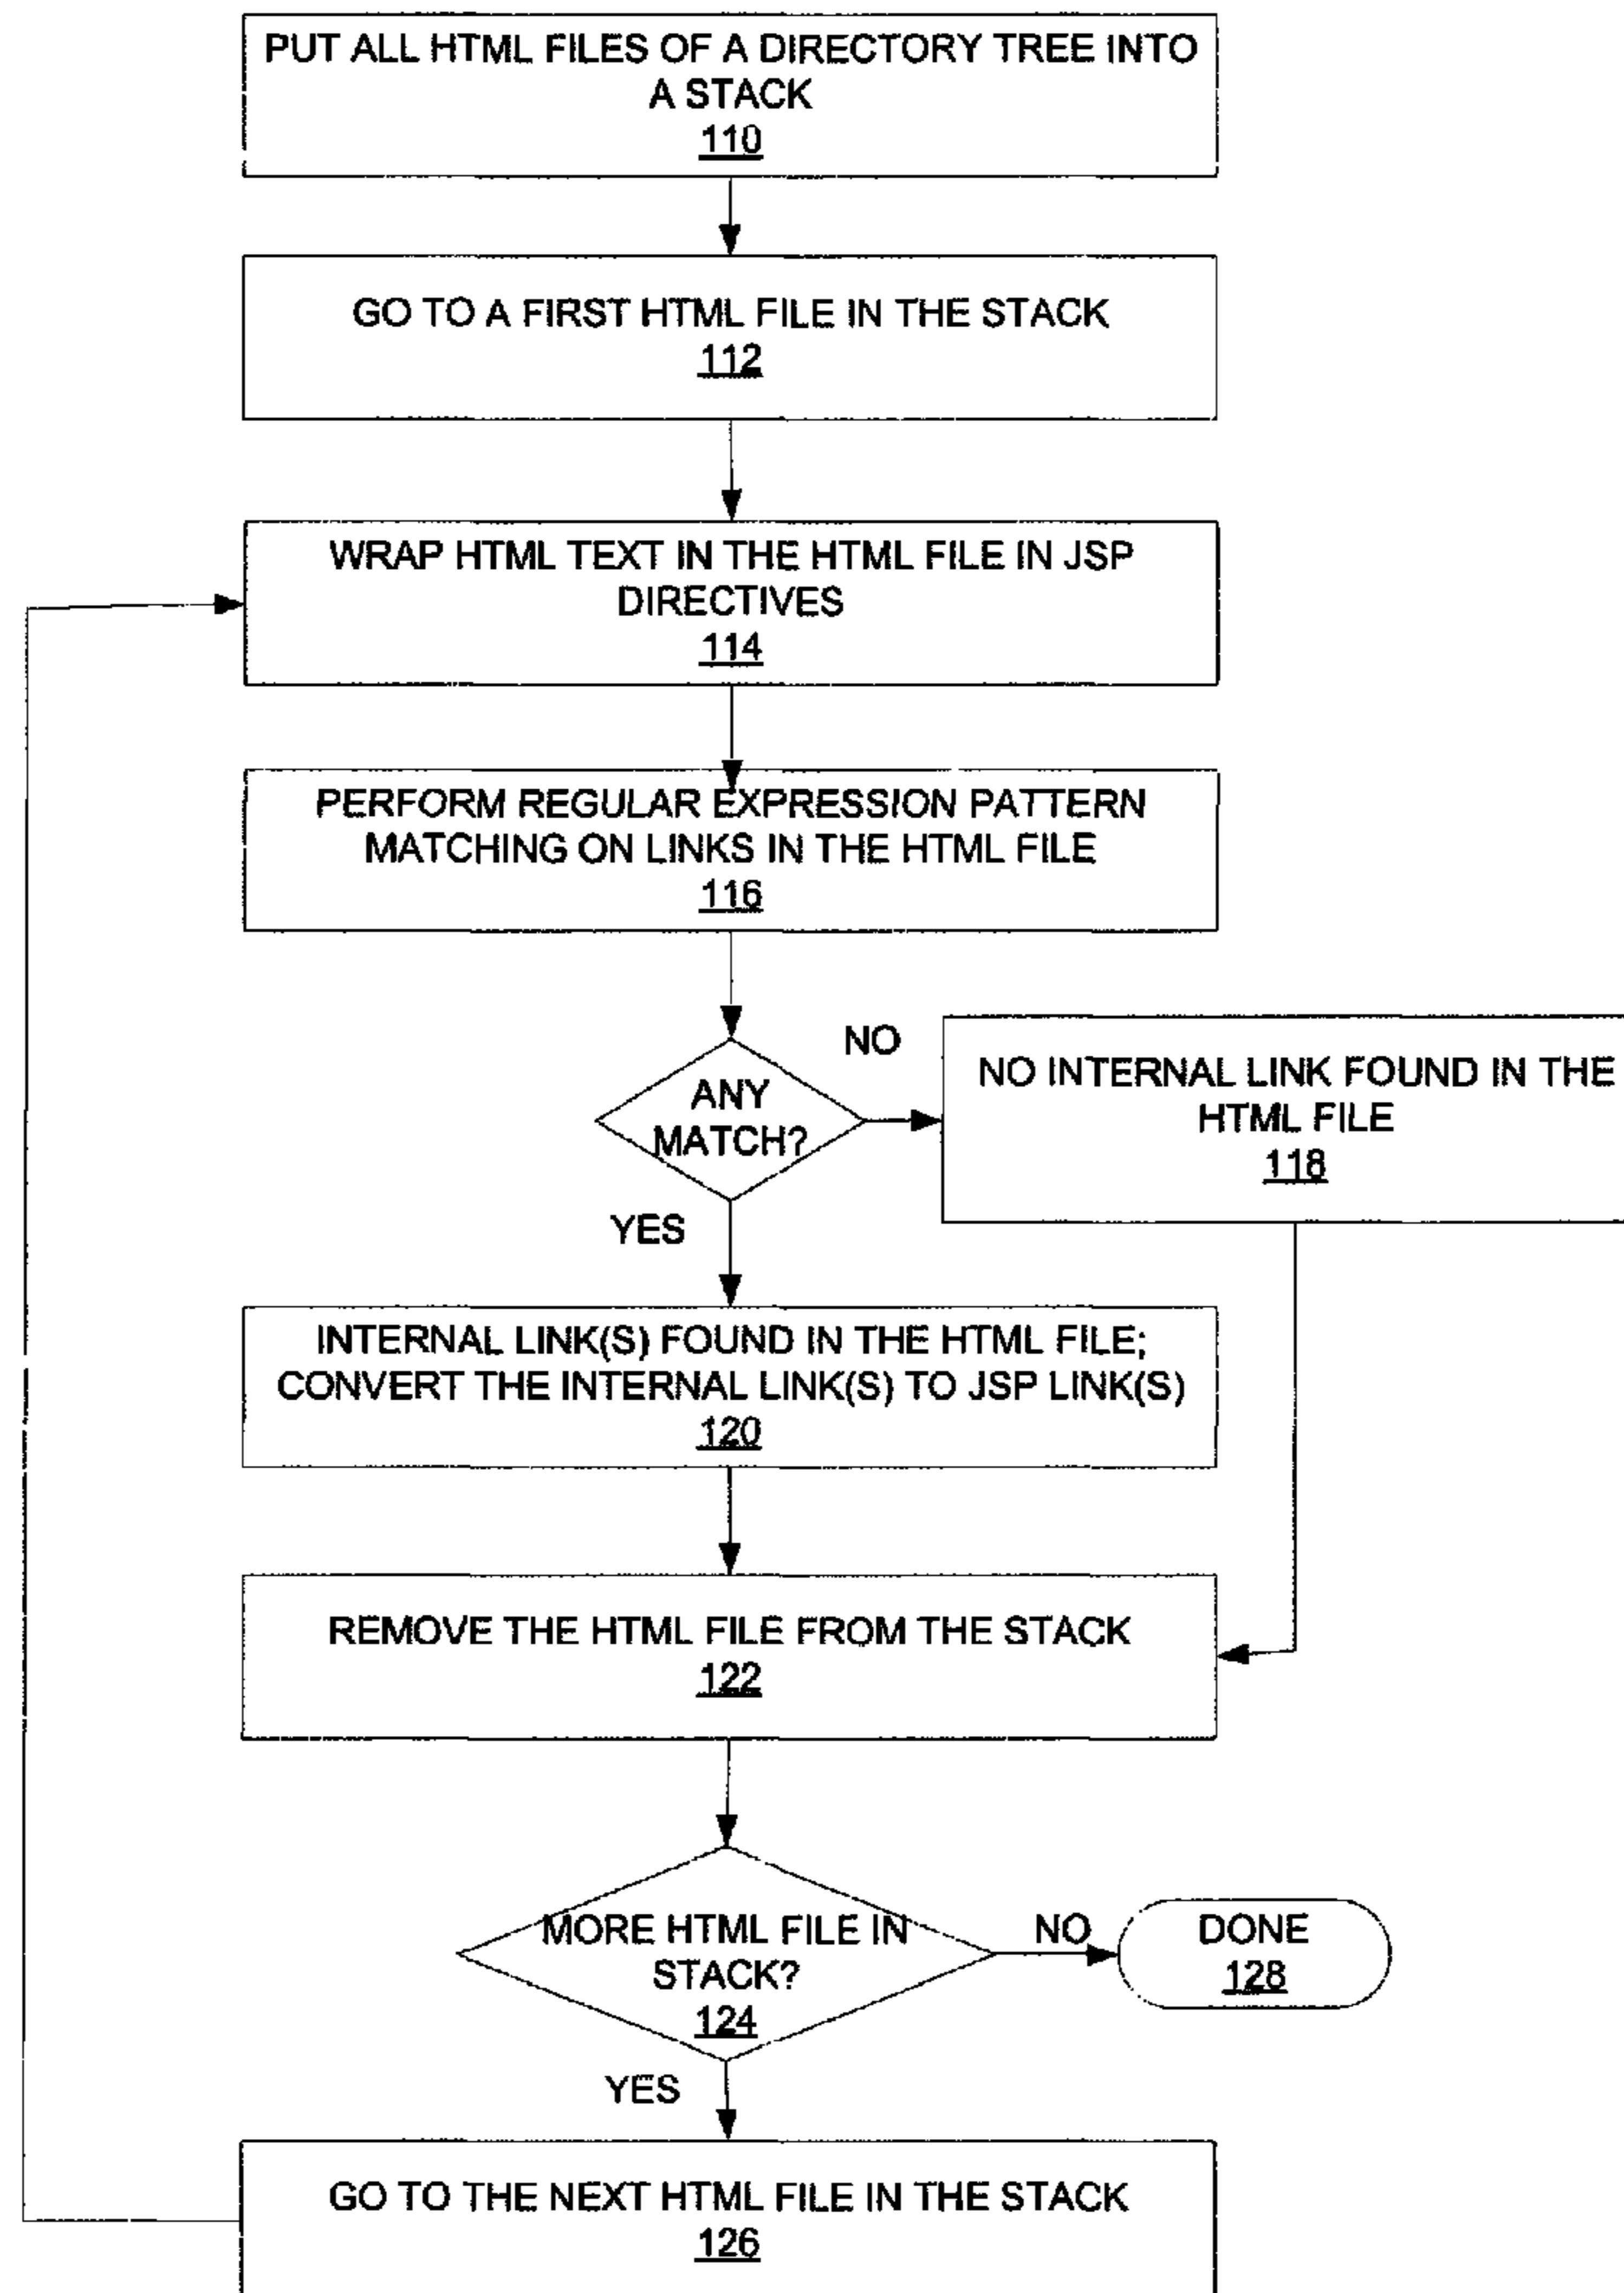 PUT ALL HTML FILES OF A DIRECTORY TREE INTO
A STACK
110
GO TO A FIRST HTML FILE IN THE STACK
112
WRAP HTML TEXT IN THE HTML FILE IN JSP
DIRECTIVES
114
PERFORM REGULAR EXPRESSION PATTERN
MATCHING ON LINKS IN THE HTML FILE
116
ANY
MATCH?
NO
NO INTERNAL LINK FOUND IN THE
HTML FILE
118
YES
INTERNAL LINK(S) FOUND IN THE HTML FILE;
CONVERT THE INTERNAL LINK(S) TO JSP LINK(S)
120
REMOVE THE HTML FILE FROM THE STACK
122
MORE HTML FILE IN
STACK?
124
NO
DONE
128
YES
GO TO THE NEXT HTML FILE IN THE STACK
126